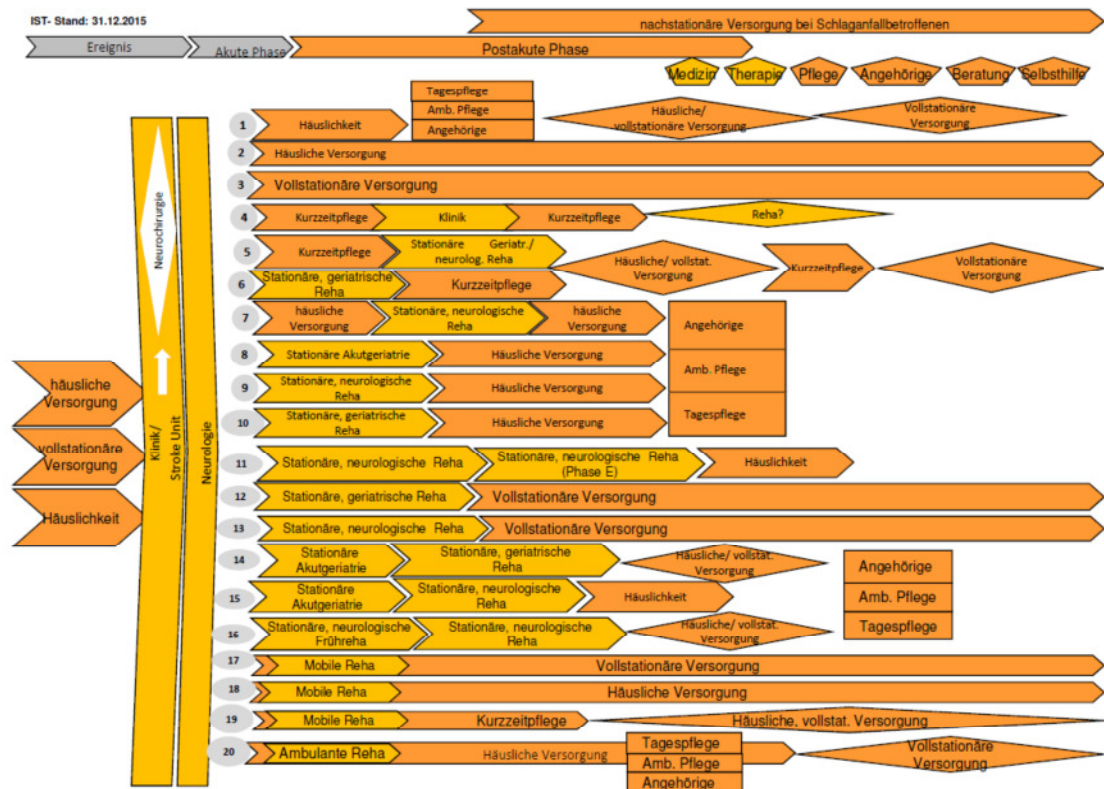 IST- Stand: 31.12.2015
nachstationäre Versorgung bei Schlaganfallbetroffenen
Ereignis
Akute Phase
Postakute Phase
Medizin
Therapie
Pflege
Angehörige
Beratung
Selbsthilfe
häusliche
Versorgung
vollstationäre
Versorgung
Häuslichkeit
Neurochirurgie
Klinik/
Stroke Unit
Neurologie
1
Häuslichkeit
Tagespflege
Amb. Pflege
Angehörige
Häusliche/
vollstationäre Versorgung
Vollstationäre
Versorgung
2
Häusliche Versorgung
3
Vollstationäre Versorgung
4
Kurzzeitpflege
Klinik
Kurzzeitpflege
Reha?
5
Kurzzeitpflege
Stationäre Geriatr./
neurolog. Reha
Häusliche/ vollstat.
Versorgung
Kurzzeitpflege
Vollstationäre
Versorgung
6
Stationäre, geriatrische
Reha
Kurzzeitpflege
7
häusliche
Versorgung
Stationäre, neurologische
Reha
häusliche
Versorgung
Angehörige
Amb. Pflege
Tagespflege
8
Stationäre Akutgeriatrie
Häusliche Versorgung
9
Stationäre, neurologische
Reha
Häusliche Versorgung
10
Stationäre, geriatrische
Reha
Häusliche Versorgung
11
Stationäre, neurologische Reha
Stationäre, neurologische Reha
(Phase E)
Häuslichkeit
12
Stationäre, geriatrische Reha
Vollstationäre Versorgung
13
Stationäre, neurologische Reha
Vollstationäre Versorgung
14
Stationäre
Akutgeriatrie
Stationäre, geriatrische
Reha
Häusliche/ vollstat.
Versorgung
Angehörige
Amb. Pflege
Tagespflege
15
Stationäre
Akutgeriatrie
Stationäre, neurologische
Reha
Häuslichkeit
16
Stationäre, neurologische
Frühreha
Stationäre, neurologische
Reha
Häusliche/ vollstat.
Versorgung
17
Mobile Reha
Vollstationäre Versorgung
18
Mobile Reha
Häusliche Versorgung
19
Mobile Reha
Kurzzeitpflege
Häusliche, vollstat. Versorgung
20
Ambulante Reha
Häusliche Versorgung
Tagespflege
Amb. Pflege
Angehörige
Vollstationäre
Versorgung